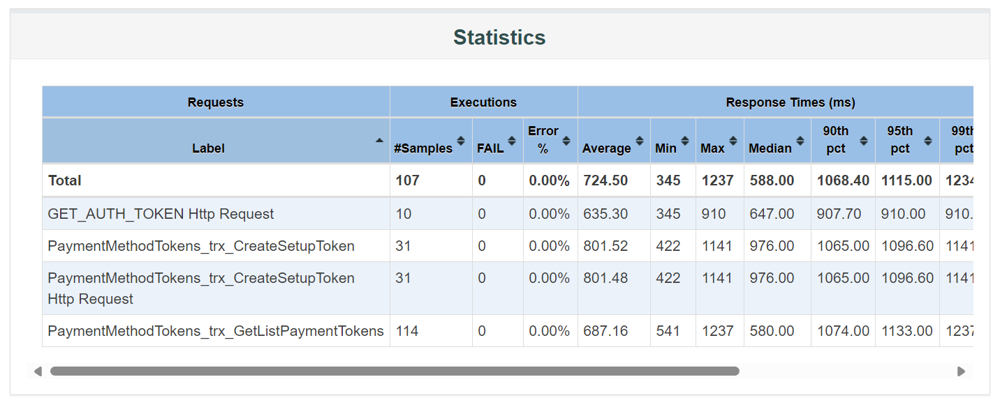 Statistics
Requests Executions Response Times (ms)
Label #Samples FAIL Error % Average Min Max Median 90th pct 95th pct 99th pct
Total 107 0 0.00% 724.50 345 1237 588.00 1068.40 1115.00 1234
GET_AUTH_TOKEN Http Request 10 0 0.00% 635.30 345 910 647.00 907.70 910.00 910.
PaymentMethodTokens_trx_CreateSetupToken 31 0 0.00% 801.52 422 1141 976.00 1065.00 1096.60 1141
PaymentMethodTokens_trx_CreateSetupToken 31 0 0.00% 801.48 422 1141 976.00 1065.00 1096.60 1141
Http Request
PaymentMethodTokens_trx_GetListPaymentTokens 114 0 0.00% 687.16 541 1237 580.00 1074.00 1133.00 1237